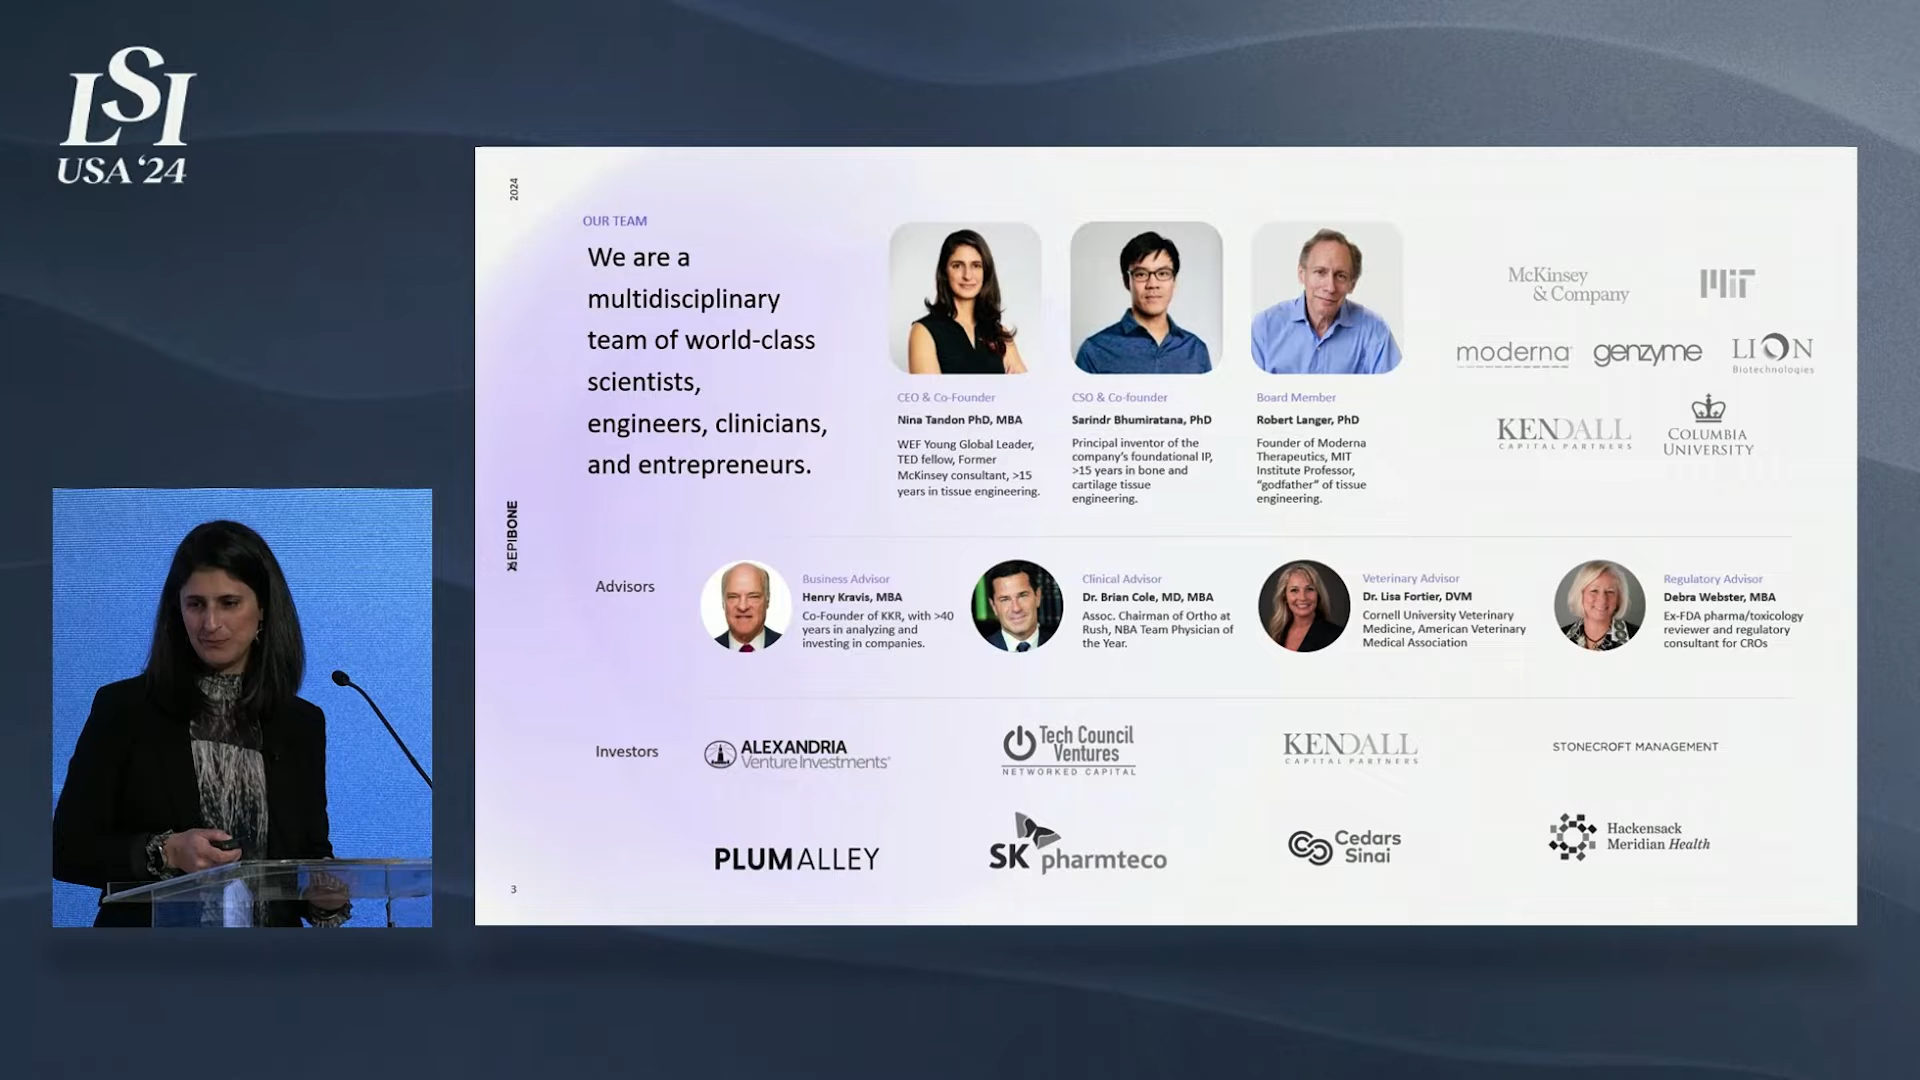 LSI
USA ‘24
2024
OUR TEAM
We are a
multidisciplinary
team of world-class
scientists,
engineers, clinicians,
and entrepreneurs.
CEO & Co-Founder
Nina Tandon PhD, MBA
WEF Young Global Leader,
TED fellow, Former
McKinsey consultant, >15
years in tissue engineering.
CSO & Co-founder
Sarindr Bhumiratana, PhD
Principal inventor of the
company's foundational IP,
>15 years in bone and
cartilage tissue
engineering.
Board Member
Robert Langer, PhD
Founder of Moderna
Therapeutics, MIT
Institute Professor,
“godfather” of tissue
engineering.
McKinsey
& Company
MIT
moderna
genzyme
LION
Biotechnologies
KENDALL
CAPITAL PARTNERS
COLUMBIA
UNIVERSITY
EPIBONE
Advisors
Business Advisor
Henry Kravis, MBA
Co-Founder of KKR, with >40
years in analyzing and
investing in companies.
Clinical Advisor
Dr. Brian Cole, MD, MBA
Assoc. Chairman of Ortho at
Rush, NBA Team Physician of
the Year.
Veterinary Advisor
Dr. Lisa Fortier, DVM
Cornell University Veterinary
Medicine, American Veterinary
Medical Association
Regulatory Advisor
Debra Webster, MBA
Ex-FDA pharma/toxicology
reviewer and regulatory
consultant for CROs
Investors
ALEXANDRIA
Venture Investments®
Tech Council
Ventures
NETWORKED CAPITAL
KENDALL
CAPITAL PARTNERS
STONECROFT MANAGEMENT
PLUMALLEY
SK pharmteco
Cedars
Sinai
Hackensack
Meridian Health
3